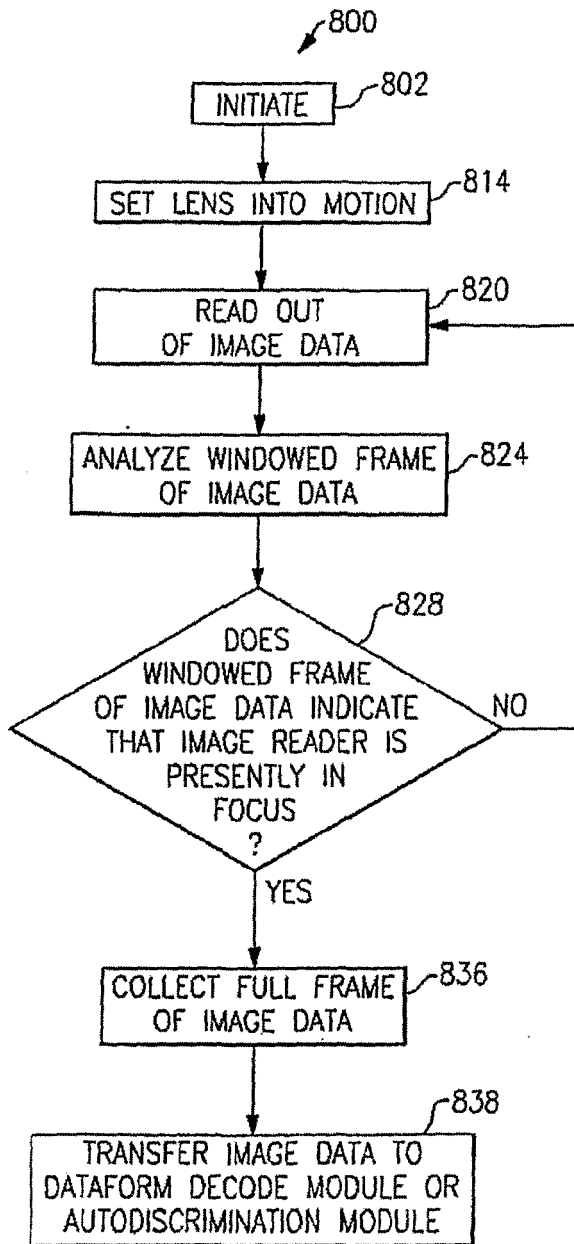 800
802
INITIATE
814
SET LENS INTO MOTION
820
READ OUT
OF IMAGE DATA
824
ANALYZE WINDOWED FRAME
OF IMAGE DATA
828
DOES
WINDOWED FRAME
OF IMAGE DATA INDICATE
THAT IMAGE READER IS
PRESENTLY IN
FOCUS
?
NO
YES
836
COLLECT FULL FRAME
OF IMAGE DATA
838
TRANSFER IMAGE DATA TO
DATAFORM DECODE MODULE OR
AUTODISCRIMINATION MODULE